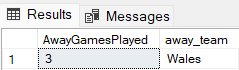 Results Messages
AwayGamesPlayed away_team
1 3 Wales